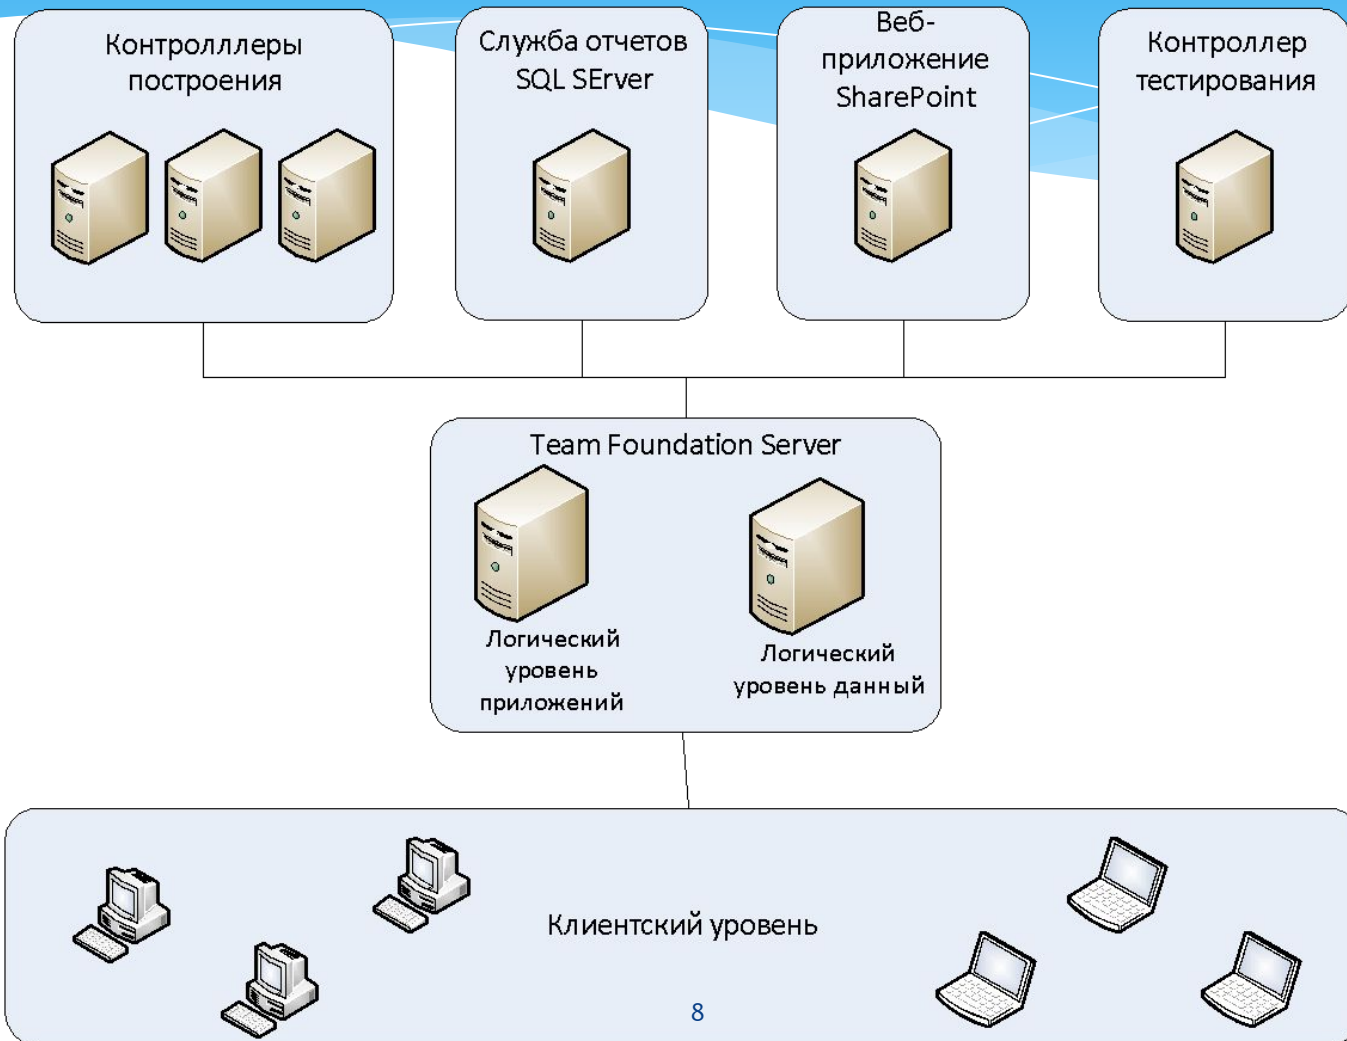 Контролллеры
построения
Служба отчетов
SQL SErver
Веб-
приложение
SharePoint
Контроллер
тестирования
Team Foundation Server
Логический
уровень
приложений
Логический
уровень данный
Клиентский уровень
8